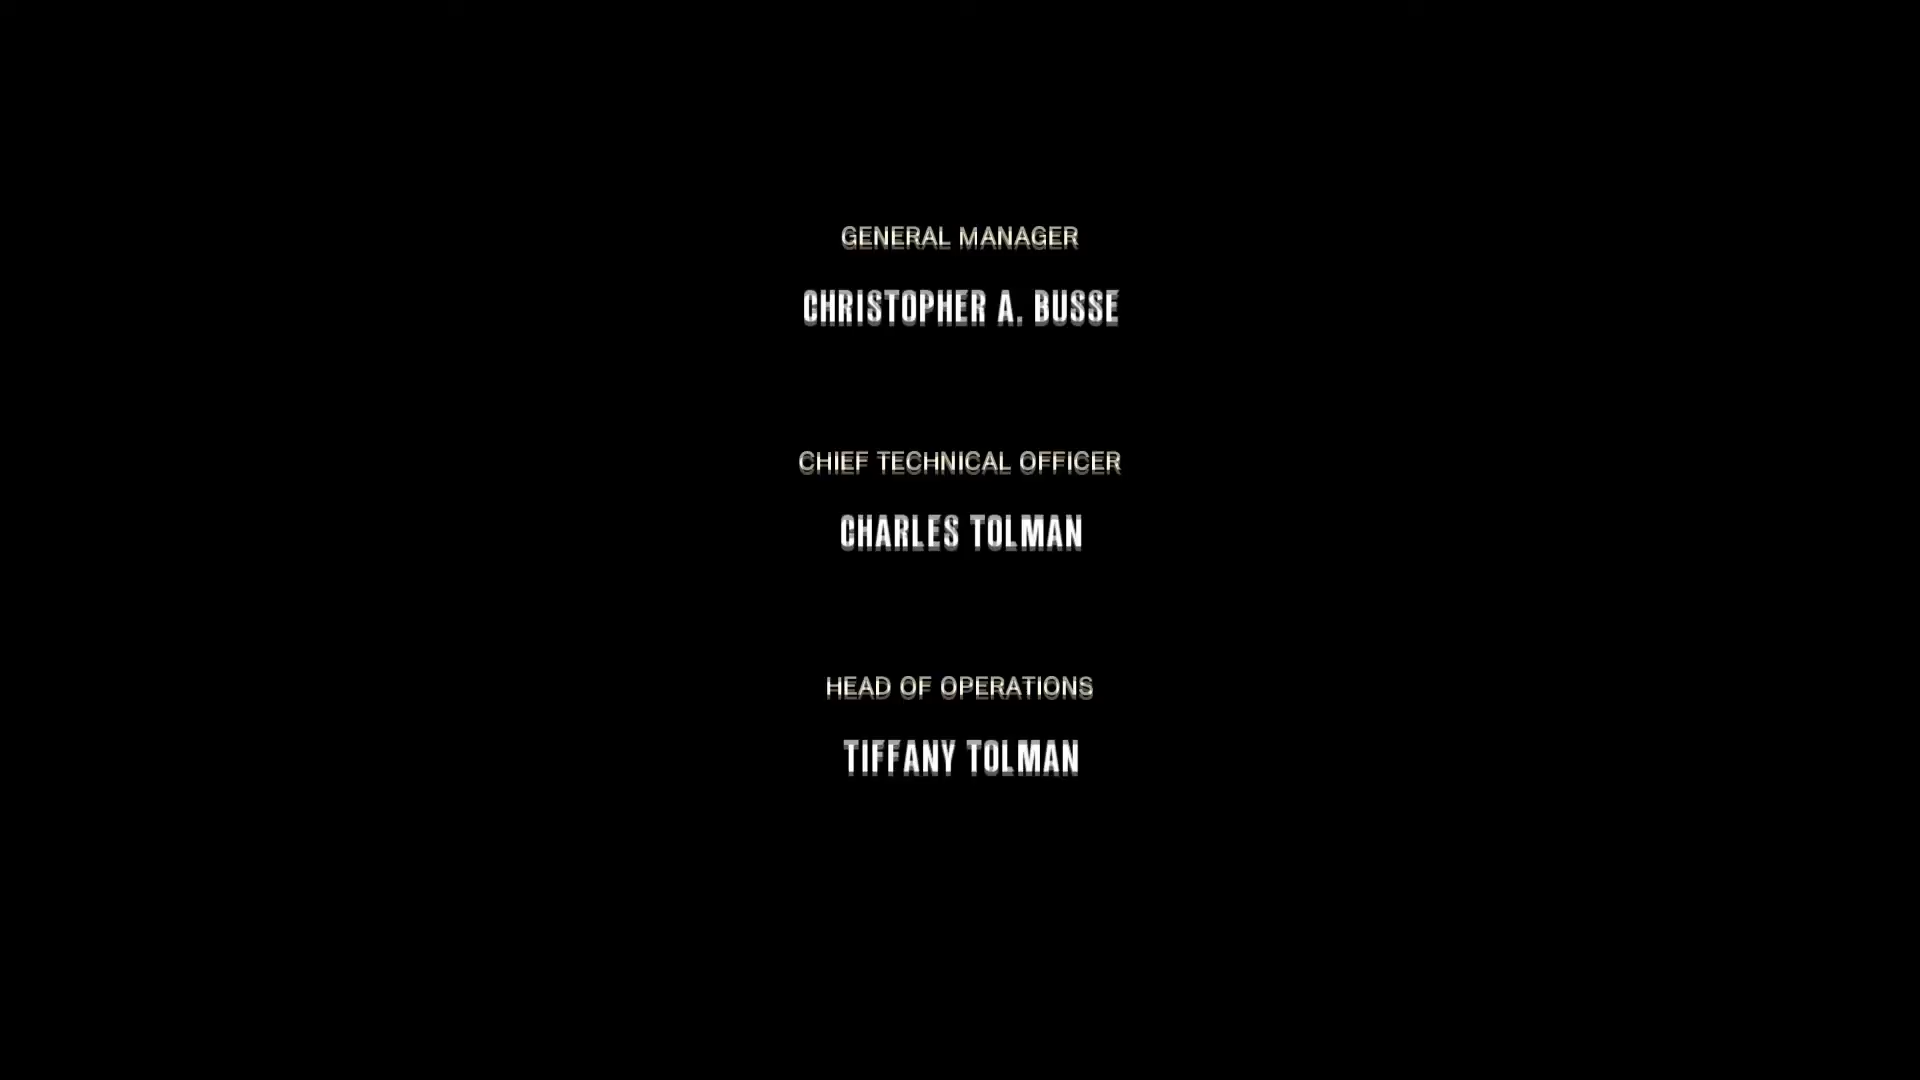 GENERAL MANAGER
CHRISTOPHER A. BUSSE
CHIEF TECHNICAL OFFICER
CHARLES TOLMAN
HEAD OF OPERATIONS
TIFFANY TOLMAN